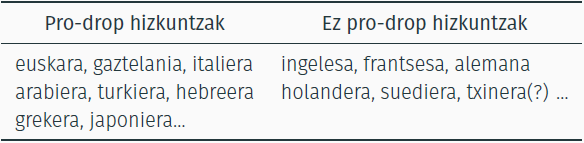 Pro-drop hizkuntzak Ez pro-drop hizkuntzak
euskara, gaztelania, italiera ingelesa, frantsesa, alemana
arabiera, turkiera, hebreera holandera, suediera, txinera(?) ...
grekera, japoniera...